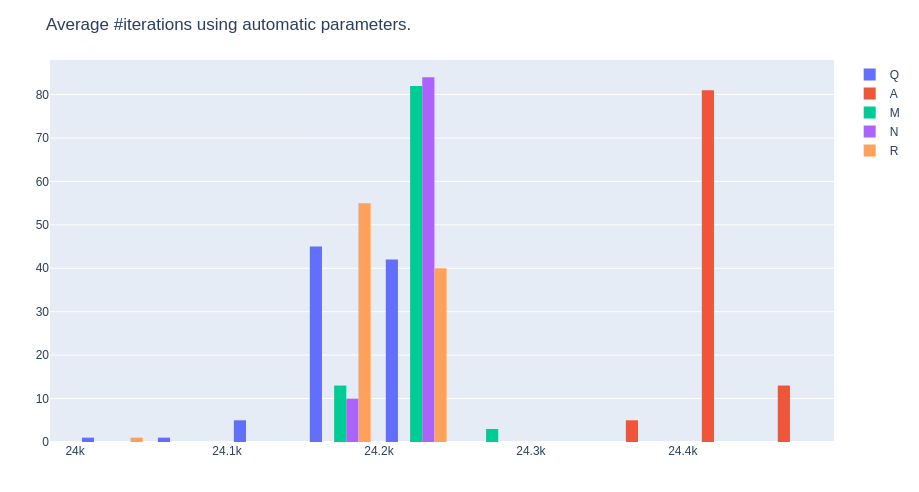 Average #iterations using automatic parameters.
Q
A
M
N
R
80
70
60
50
40
30
20
10
0
24k
24.1k
24.2k
24.3k
24.4k